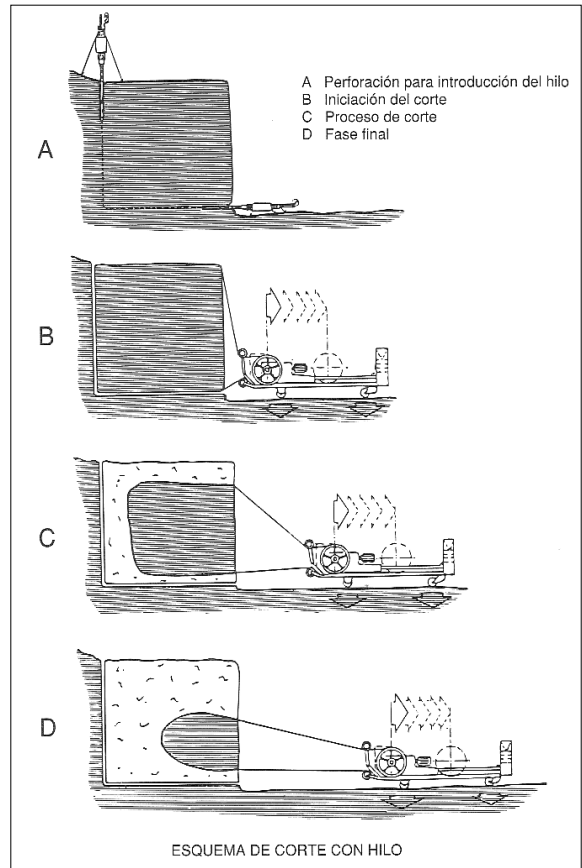 A Perforación para introducción del hilo
B Iniciación del corte
C Proceso de corte
D Fase final
A
B
C
D
ESQUEMA DE CORTE CON HILO